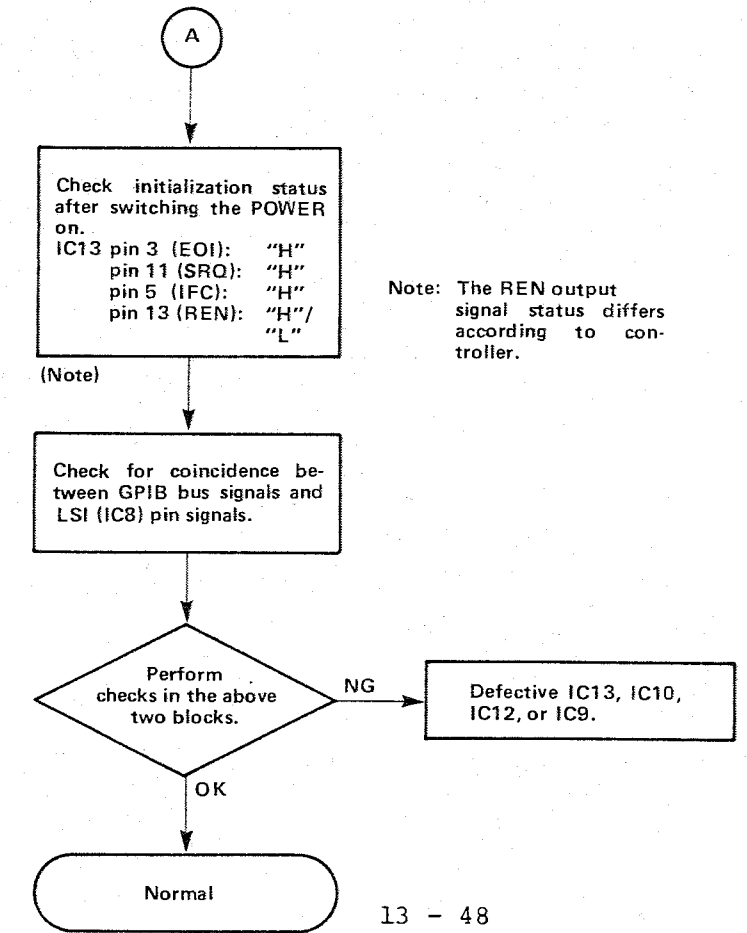 A
Check initialization status
after switching the POWER
on.
IC13 pin 3 (EOI): "H"
pin 11 (SRQ): "H"
pin 5 (IFC): "H"
pin 13 (REN): "H"/
"L"
(Note)
Note: The REN output
signal status differs
according to con-
troller.
Check for coincidence be-
tween GPIB bus signals and
LSI (IC8) pin signals.
Perform
checks in the above
two blocks.
NG
Defective IC13, IC10,
IC12, or IC9.
OK
Normal
13 - 48